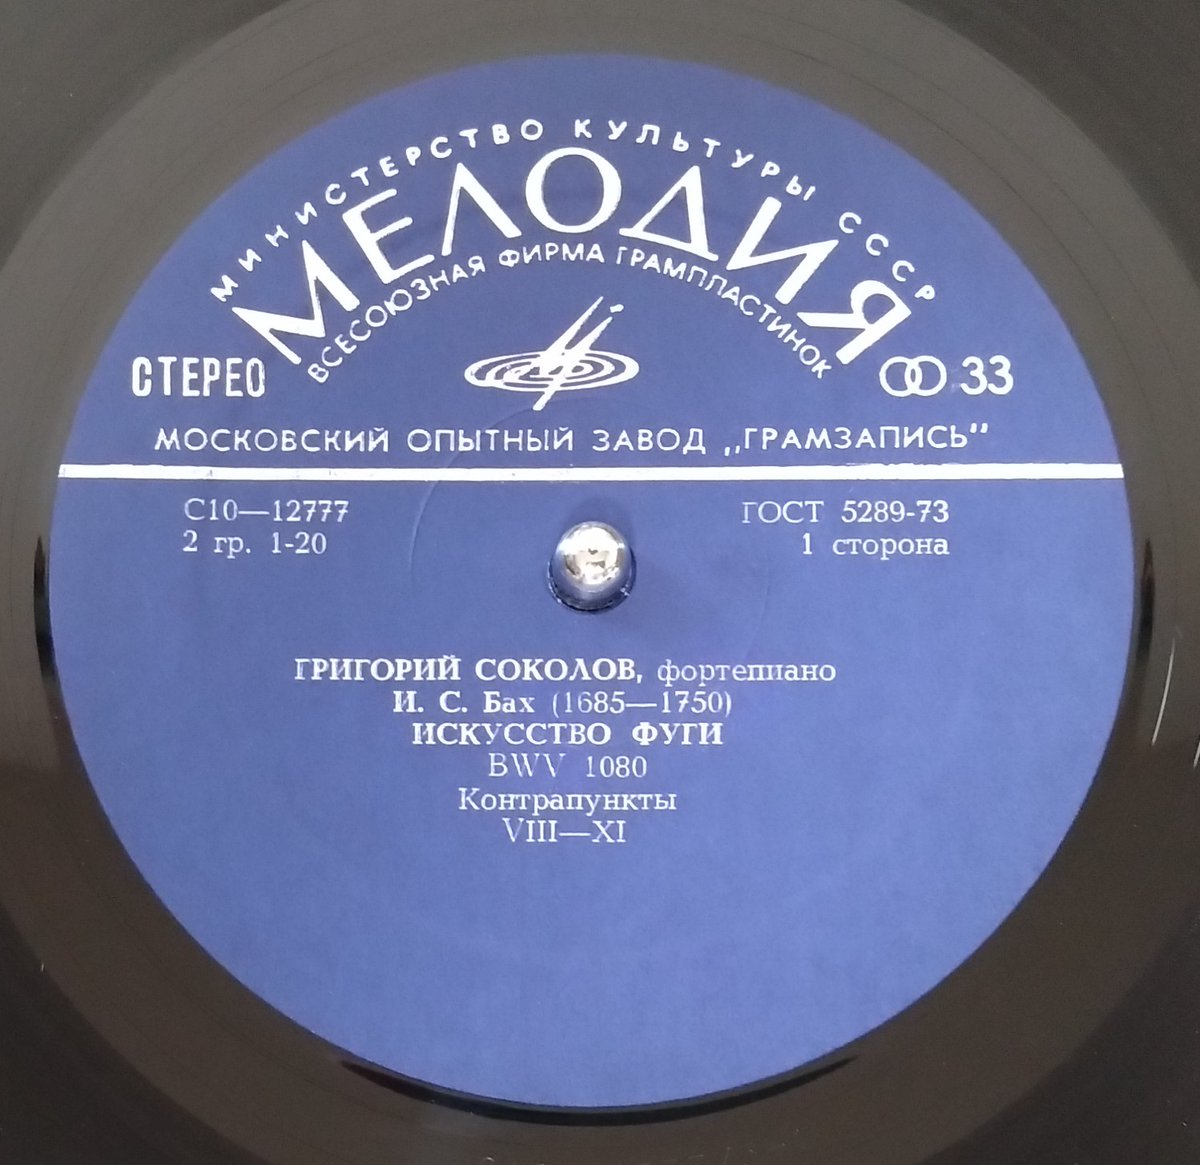 МИНИСТЕРСТВО КУЛЬТУРЫ СССР
МЕЛОДИЯ
ВСЕСОЮЗНАЯ ФИРМА ГРАМПЛАСТИНОК
СТЕРЕО
33
МОСКОВСКИЙ ОПЫТНЫЙ ЗАВОД „ГРАМЗАПИСЬ”
С10—12777
2 гр. 1-20
ГОСТ 5289-73
1 сторона
ГРИГОРИЙ СОКОЛОВ, фортепиано
И. С. Бах (1685—1750)
ИСКУССТВО ФУГИ
BWV 1080
Контрапункты
VIII—XI